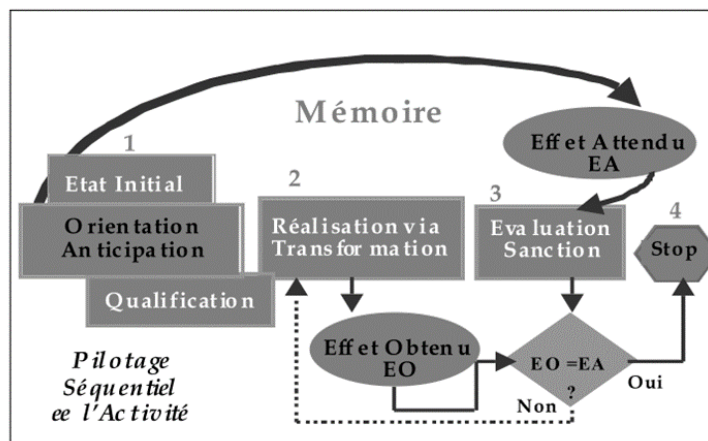 Mémoire
1
Etat Initial
Orientation
Anticipation
Qualification
2
Réalisation via
Transformation
Effet Obtenu
EO
Effet Attendu
EA
3
Evaluation
Sanction
EO =EA
?
Non
Oui
4
Stop
Pilotage
Séquentiel
ee l'Activité